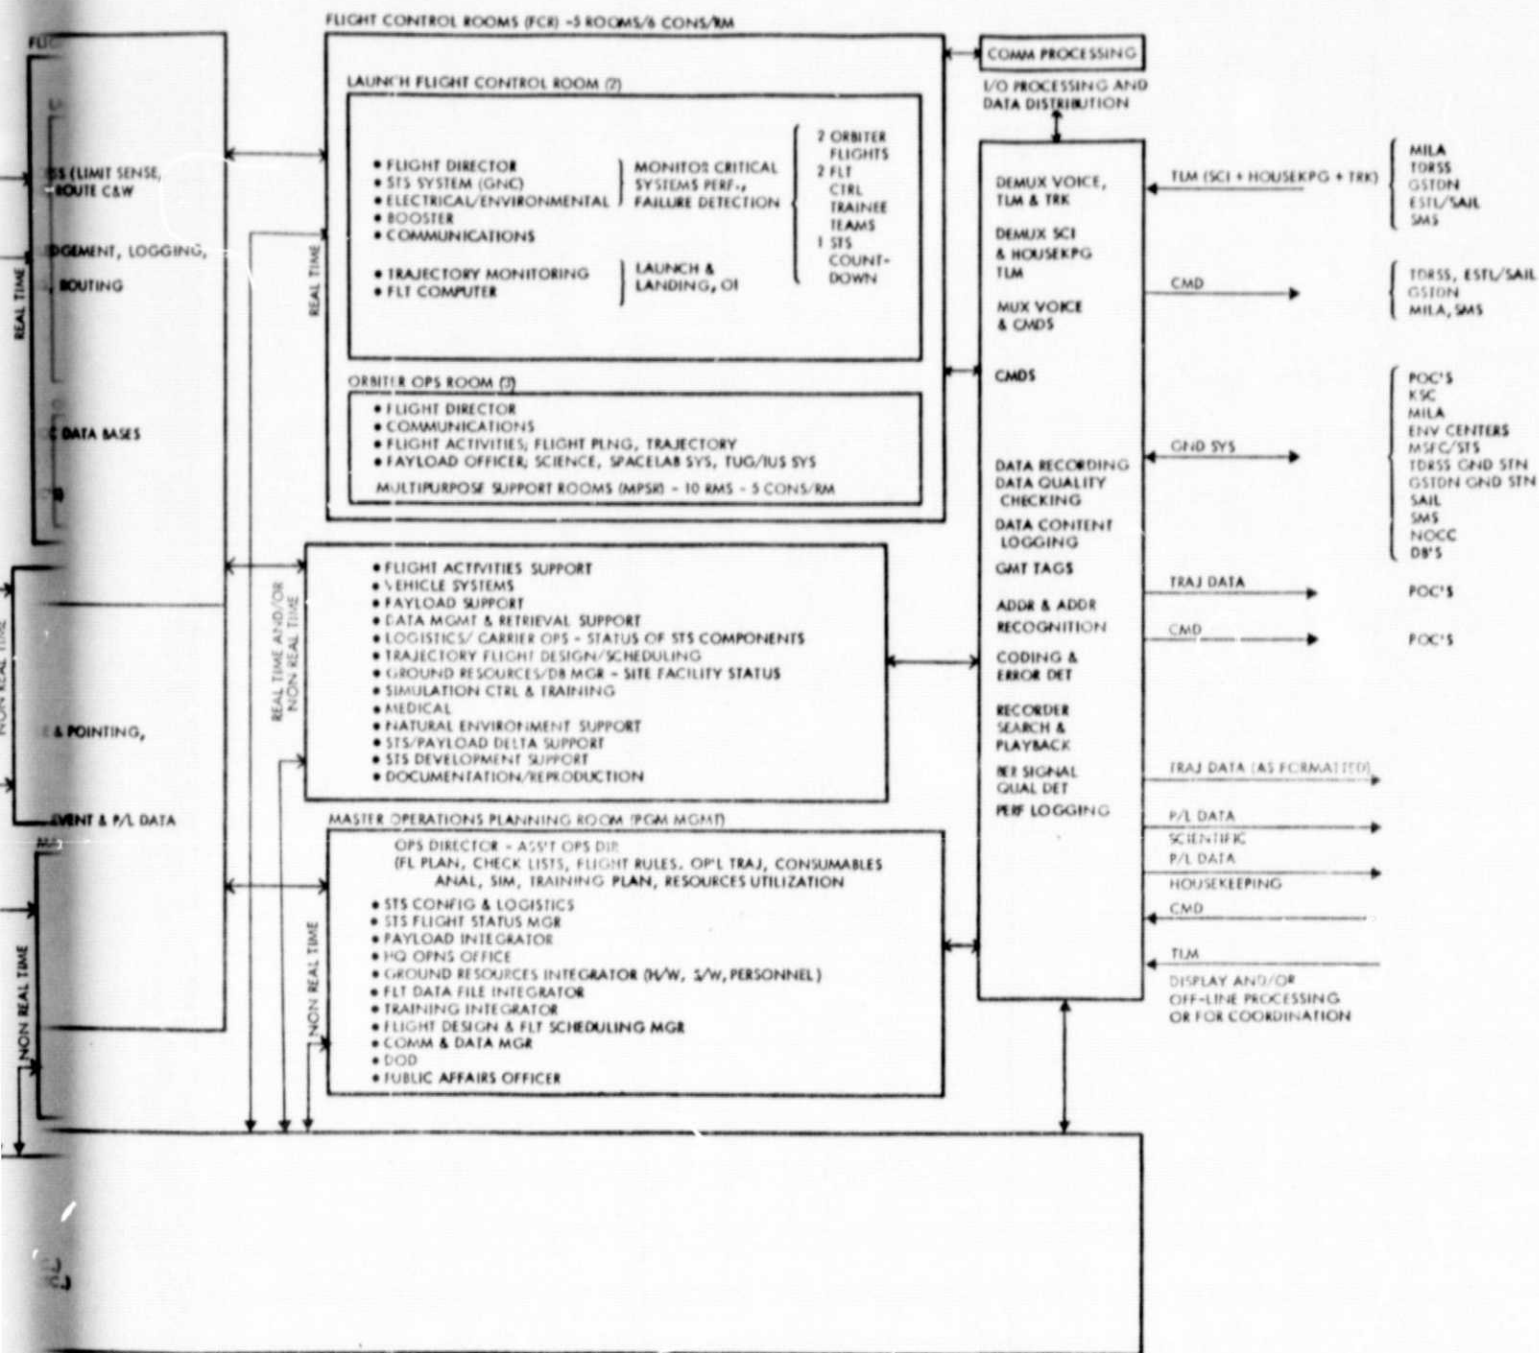 REAL TIME
(LIMIT SENSE,
ROUTE C&W
LOGGING,
ROUTING
DATA BASES
NON REAL TIME
& POINTING,
EVENT & P/L DATA
NON REAL TIME
FLIGHT CONTROL ROOMS (FCR) -5 ROOMS/6 CONS/RM
LAUNCH FLIGHT CONTROL ROOM (2)
REAL TIME
• FLIGHT DIRECTOR
• STS SYSTEM (GNC)
• ELECTRICAL/ENVIRONMENTAL
• BOOSTER
• COMMUNICATIONS
MONITOR CRITICAL
SYSTEMS PERF.,
FAILURE DETECTION
• TRAJECTORY MONITORING
• FLT COMPUTER
LAUNCH &
LANDING, OI
2 ORBITER
FLIGHTS
2 FLT
CTRL
TRAINEE
TEAMS
1 STS
COUNT-
DOWN
ORBITER OPS ROOM (3)
• FLIGHT DIRECTOR
• COMMUNICATIONS
• FLIGHT ACTIVITIES; FLIGHT PLNG, TRAJECTORY
• PAYLOAD OFFICER; SCIENCE, SPACELAB SYS, TUG/IUS SYS
MULTIPURPOSE SUPPORT ROOMS (MPSR) - 10 RMS - 5 CONS/RM
REAL TIME AND/OR
NON REAL TIME
• FLIGHT ACTIVITIES SUPPORT
• VEHICLE SYSTEMS
• PAYLOAD SUPPORT
• DATA MGMT & RETRIEVAL SUPPORT
• LOGISTICS/ CARRIER OPS - STATUS OF STS COMPONENTS
• TRAJECTORY FLIGHT DESIGN/SCHEDULING
• GROUND RESOURCES/DB MGR - SITE FACILITY STATUS
• SIMULATION CTRL & TRAINING
• MEDICAL
• NATURAL ENVIRONMENT SUPPORT
• STS/PAYLOAD DELTA SUPPORT
• STS DEVELOPMENT SUPPORT
• DOCUMENTATION/REPRODUCTION
MASTER OPERATIONS PLANNING ROOM (PGM MGMT)
OPS DIRECTOR - ASS'T OPS DIR
(FL PLAN, CHECK LISTS, FLIGHT RULES, OP'L TRAJ, CONSUMABLES
ANAL, SIM, TRAINING PLAN, RESOURCES UTILIZATION
NON REAL TIME
• STS CONFIG & LOGISTICS
• STS FLIGHT STATUS MGR
• PAYLOAD INTEGRATOR
• HQ OPNS OFFICE
• GROUND RESOURCES INTEGRATOR (H/W, S/W, PERSONNEL)
• FLT DATA FILE INTEGRATOR
• TRAINING INTEGRATOR
• FLIGHT DESIGN & FLT SCHEDULING MGR
• COMM & DATA MGR
• DOD
• PUBLIC AFFAIRS OFFICER
COMM PROCESSING
I/O PROCESSING AND
DATA DISTRIBUTION
DEMUX VOICE,
TLM & TRK
DEMUX SCI
& HOUSEKPG
TLM
MUX VOICE
& CMDS
CMDS
DATA RECORDING
DATA QUALITY
CHECKING
DATA CONTENT
LOGGING
GMT TAGS
ADDR & ADDR
RECOGNITION
CODING &
ERROR DET
RECORDER
SEARCH &
PLAYBACK
BER SIGNAL
QUAL DET
PERF LOGGING
TLM (SCI + HOUSEKPG + TRK)
MILA
TDRSS
GSTDN
ESTL/SAIL
SMS
CMD
TDRSS, ESTL/SAIL
GSTDN
MILA, SMS
GND SYS
POC'S
KSC
MILA
ENV CENTERS
MSFC/STS
TDRSS GND STN
GSTDN GND STN
SAIL
SMS
NOCC
DB'S
TRAJ DATA
POC'S
CMD
POC'S
TRAJ DATA (AS FORMATTED)
P/L DATA
SCIENTIFIC
P/L DATA
HOUSEKEEPING
CMD
TLM
DISPLAY AND/OR
OFF-LINE PROCESSING
OR FOR COORDINATION